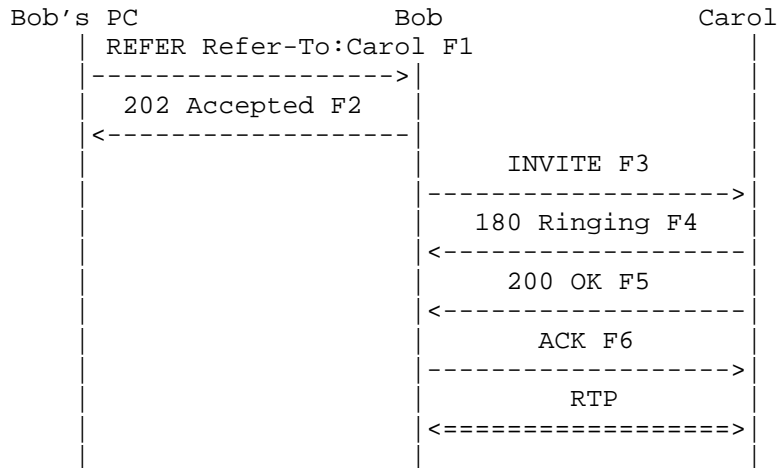 Bob's PC Bob Carol
REFER Refer-To:Carol F1
202 Accepted F2
INVITE F3
180 Ringing F4
200 OK F5
ACK F6
RTP